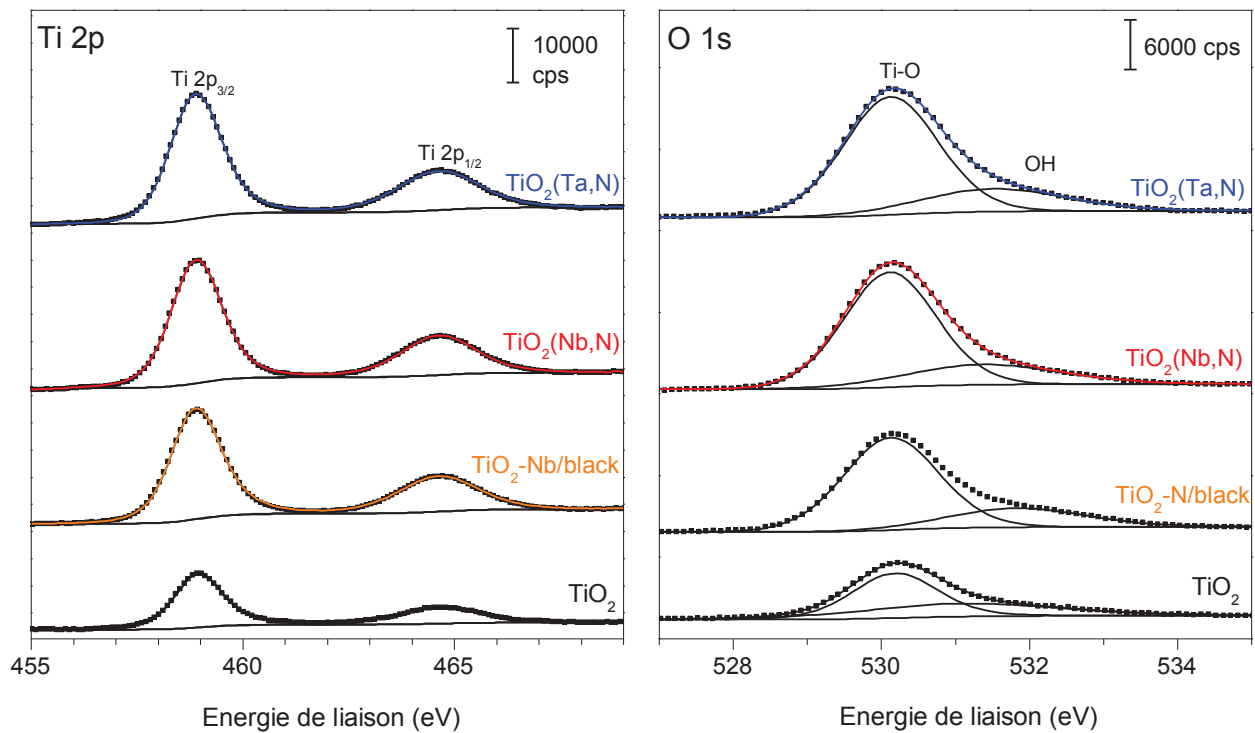 Ti 2p
10000
cps
Ti 2p3/2
Ti 2p1/2
TiO2(Ta,N)
TiO2(Nb,N)
TiO2-Nb/black
TiO2
455
460
465
Energie de liaison (eV)
O 1s
6000 cps
Ti-O
OH
TiO2(Ta,N)
TiO2(Nb,N)
TiO2-N/black
TiO2
528
530
532
534
Energie de liaison (eV)